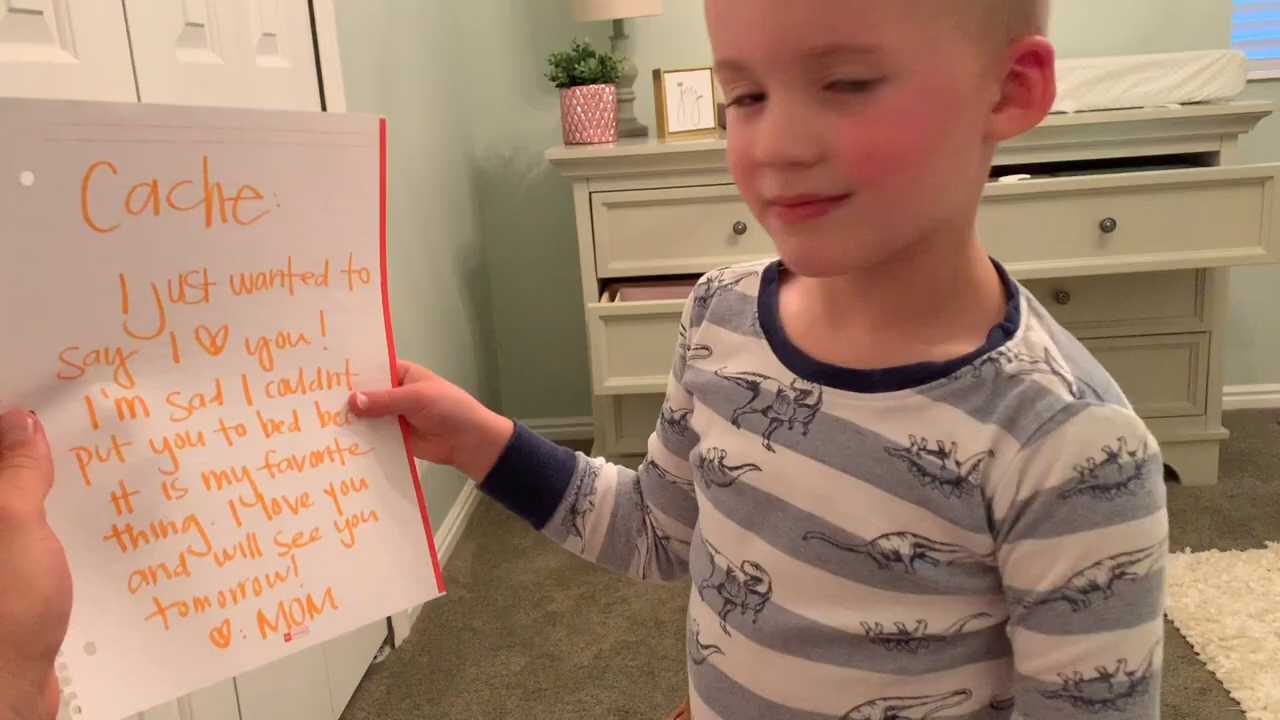 Cache:
I just wanted to
say I ♡ you!
I'm sad I couldnt
put you to bed
it is my favorite
thing. I love you
and will see you
tomorrow!
♡: MOM
joy